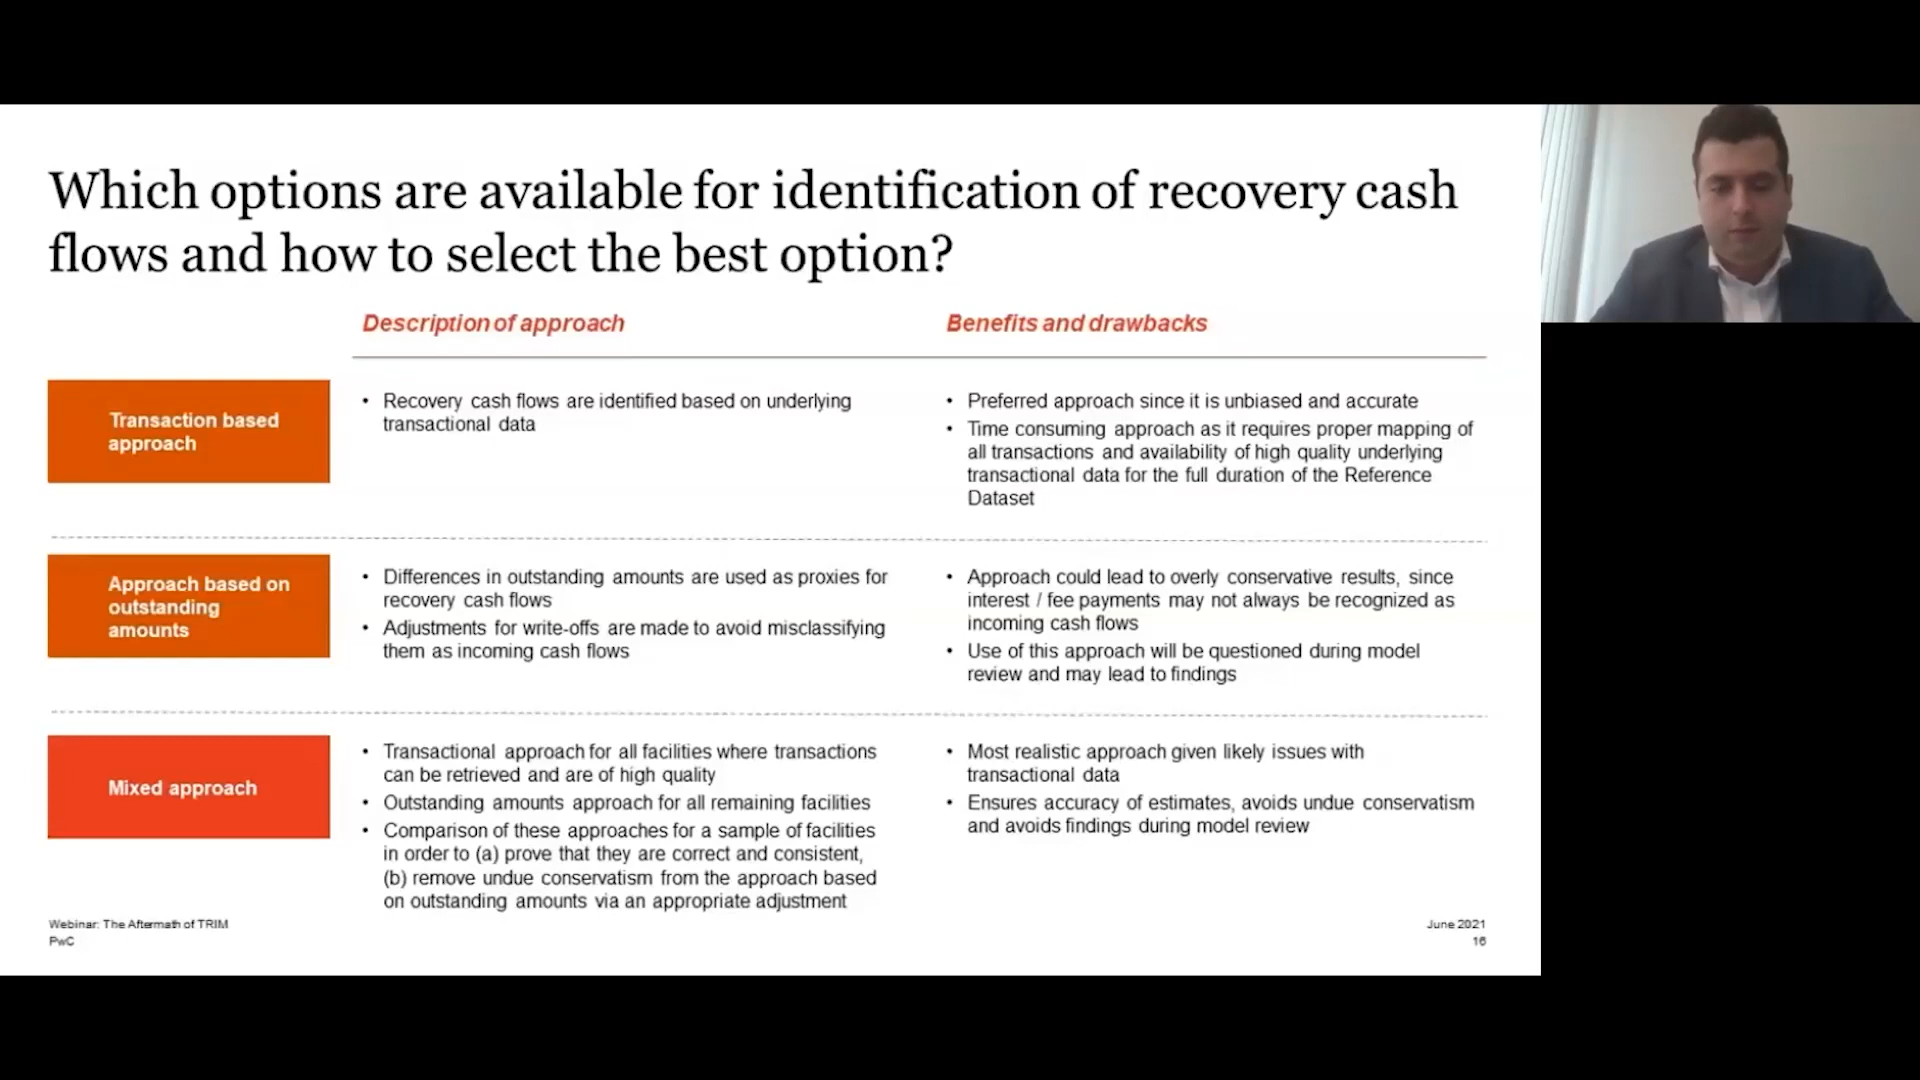 Which options are available for identification of recovery cash
flows and how to select the best option?
Description of approach
Benefits and drawbacks
Transaction based
approach
• Recovery cash flows are identified based on underlying
transactional data
• Preferred approach since it is unbiased and accurate
• Time consuming approach as it requires proper mapping of
all transactions and availability of high quality underlying
transactional data for the full duration of the Reference
Dataset
Approach based on
outstanding
amounts
• Differences in outstanding amounts are used as proxies for
recovery cash flows
• Adjustments for write-offs are made to avoid misclassifying
them as incoming cash flows
• Approach could lead to overly conservative results, since
interest / fee payments may not always be recognized as
incoming cash flows
• Use of this approach will be questioned during model
review and may lead to findings
Mixed approach
• Transactional approach for all facilities where transactions
can be retrieved and are of high quality
• Outstanding amounts approach for all remaining facilities
• Comparison of these approaches for a sample of facilities
in order to (a) prove that they are correct and consistent,
(b) remove undue conservatism from the approach based
on outstanding amounts via an appropriate adjustment
• Most realistic approach given likely issues with
transactional data
• Ensures accuracy of estimates, avoids undue conservatism
and avoids findings during model review
Webinar: The Aftermath of TRIM
PwC
June 2021
16